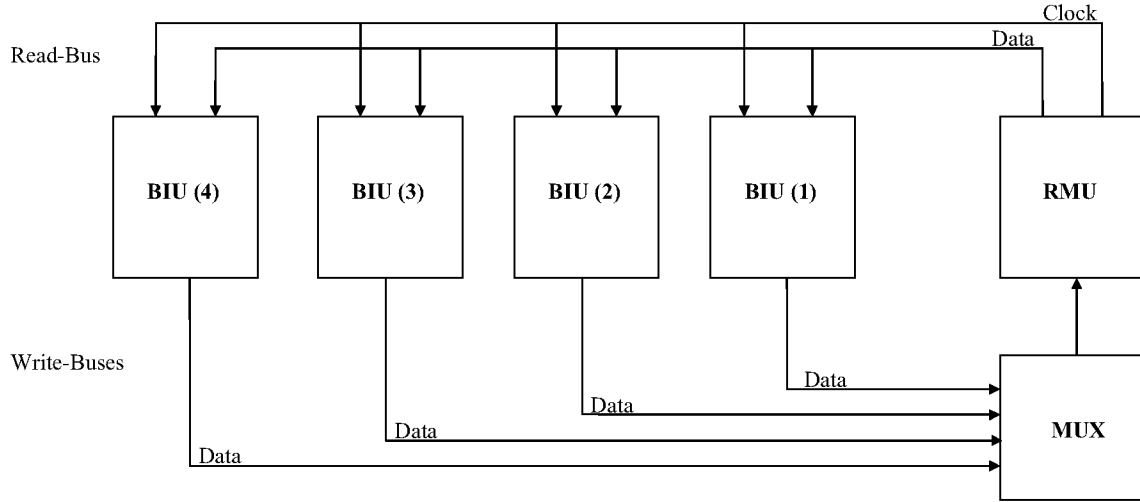 Clock
Data
Read-Bus
BIU (4)
BIU (3)
BIU (2)
BIU (1)
RMU
Write-Buses
Data
Data
Data
MUX
Data